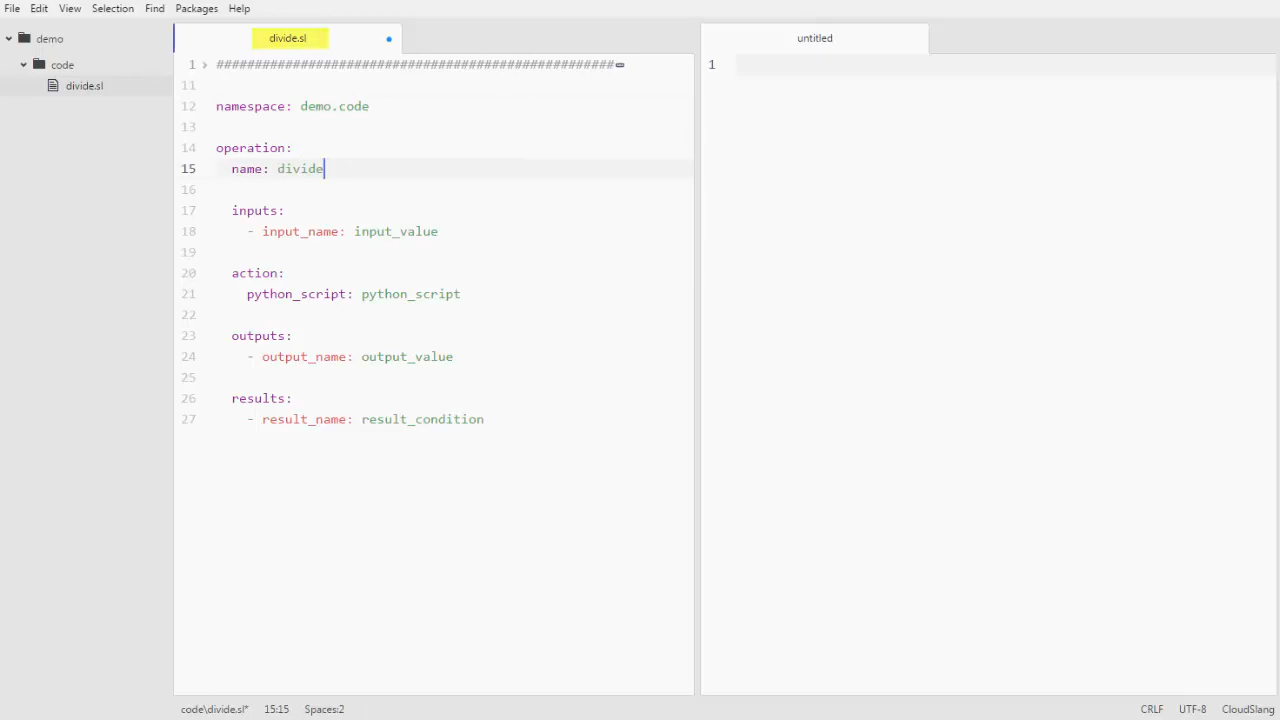 File Edit View Selection Find Packages Help
demo
code
divide.sl
divide.sl
1 ####################################################
11
12 namespace: demo.code
13
14 operation:
15 name: divide
16
17 inputs:
18 - input_name: input_value
19
20 action:
21 python_script: python_script
22
23 outputs:
24 - output_name: output_value
25
26 results:
27 - result_name: result_condition
untitled
1
code\divide.sl* 15:15 Spaces:2 CRLF UTF-8 CloudSlang